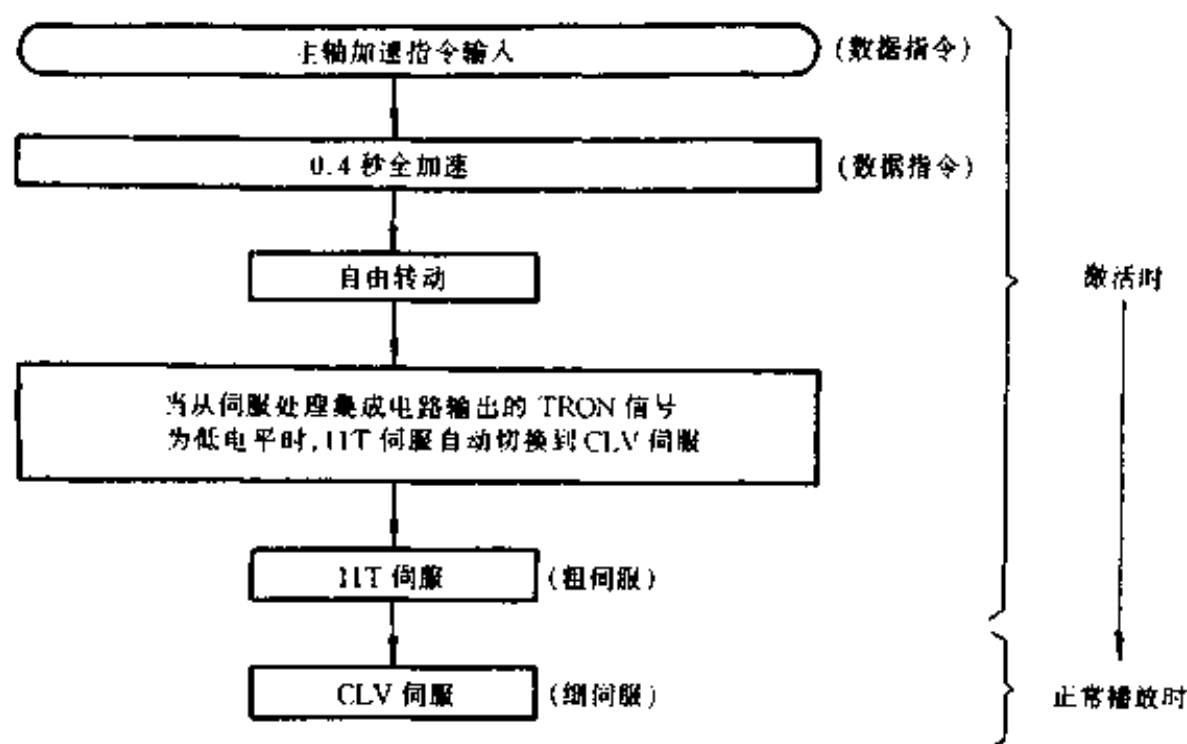 主轴加速指令输入 (数据指令)
0.4 秒全加速 (数据指令)
自由转动
激活时
当从伺服处理集成电路输出的 TRON 信号
为低电平时,11T 伺服自动切换到 CLV 伺服
11T 伺服 (粗伺服)
CLV 伺服 (细伺服)
正常播放时